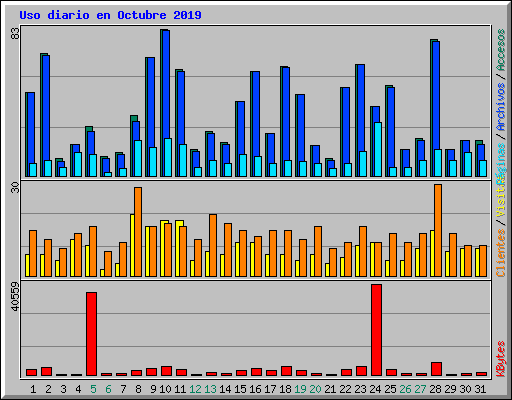 Uso diario en Octubre 2019
83
30
40559
Accesos / Archivos / Páginas
Visitas / Clientes
KBytes
1 2 3 4 5 6 7 8 9 10 11 12 13 14 15 16 17 18 19 20 21 22 23 24 25 26 27 28 29 30 31